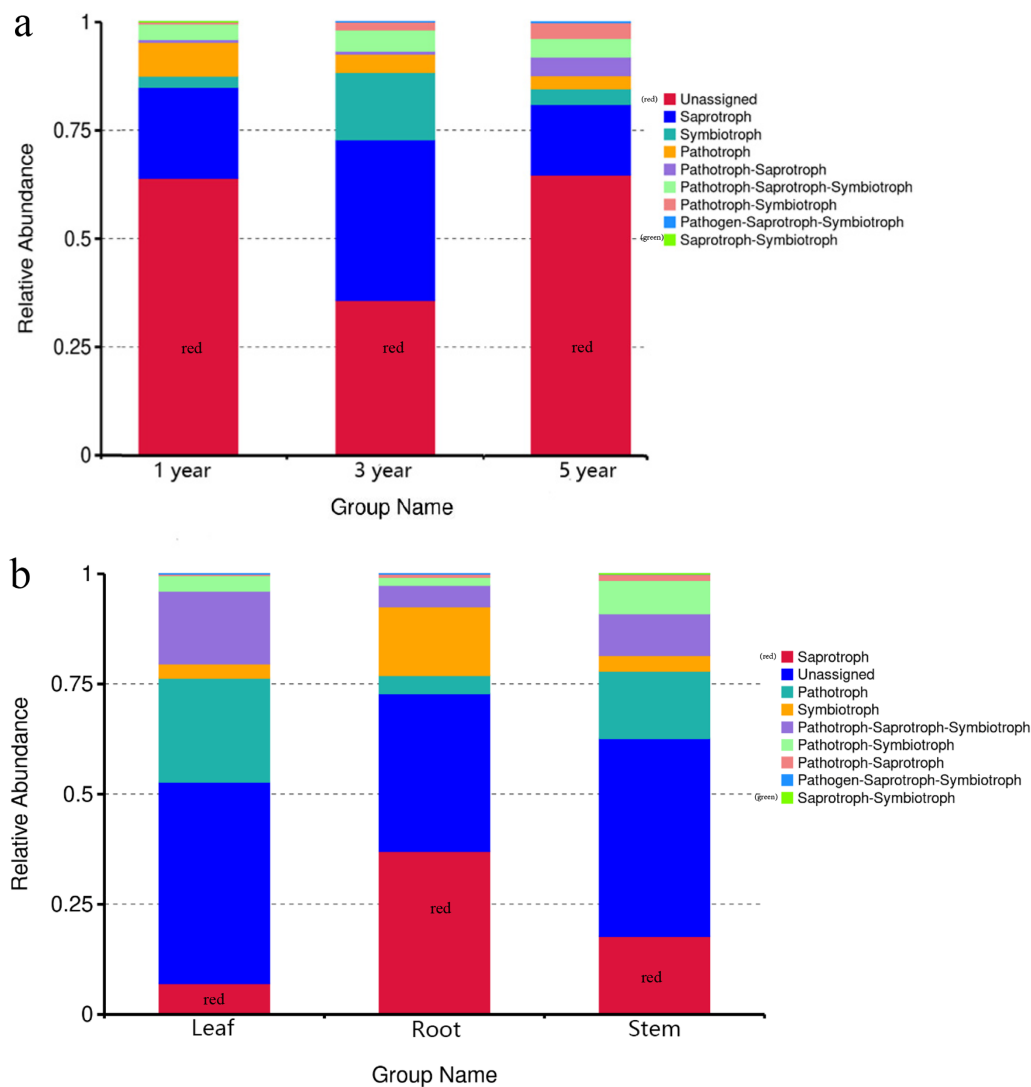 a
1
0.75
0.5
0.25
0
Relative Abundance
red
red
red
1 year
3 year
5 year
Group Name
(red) Unassigned
Saprotroph
Symbiotroph
Pathotroph
Pathotroph-Saprotroph
Pathotroph-Saprotroph-Symbiotroph
Pathotroph-Symbiotroph
Pathogen-Saprotroph-Symbiotroph
(green) Saprotroph-Symbiotroph
b
1
0.75
0.5
0.25
0
Relative Abundance
red
red
red
Leaf
Root
Stem
Group Name
(red) Saprotroph
Unassigned
Pathotroph
Symbiotroph
Pathotroph-Saprotroph-Symbiotroph
Pathotroph-Symbiotroph
Pathotroph-Saprotroph
Pathogen-Saprotroph-Symbiotroph
(green) Saprotroph-Symbiotroph